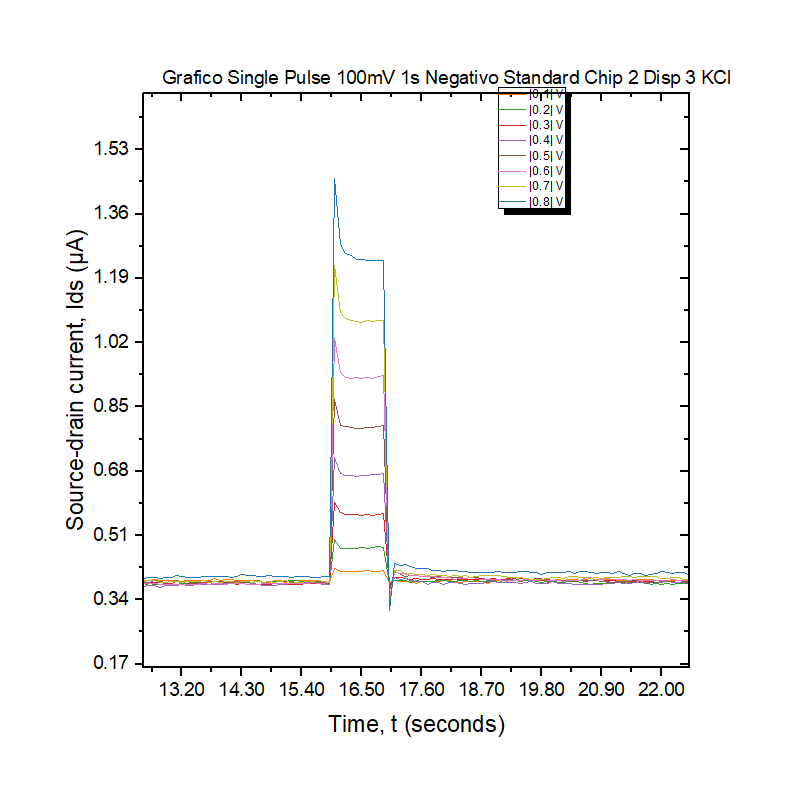 Grafico Single Pulse 100mV 1s Negativo Standard Chip 2 Disp 3 KCl
|0.1| V
|0.2| V
|0.3| V
|0.4| V
|0.5| V
|0.6| V
|0.7| V
|0.8| V
1.53
1.36
1.19
1.02
0.85
0.68
0.51
0.34
0.17
Source-drain current, Ids (µA)
13.20 14.30 15.40 16.50 17.60 18.70 19.80 20.90 22.00
Time, t (seconds)